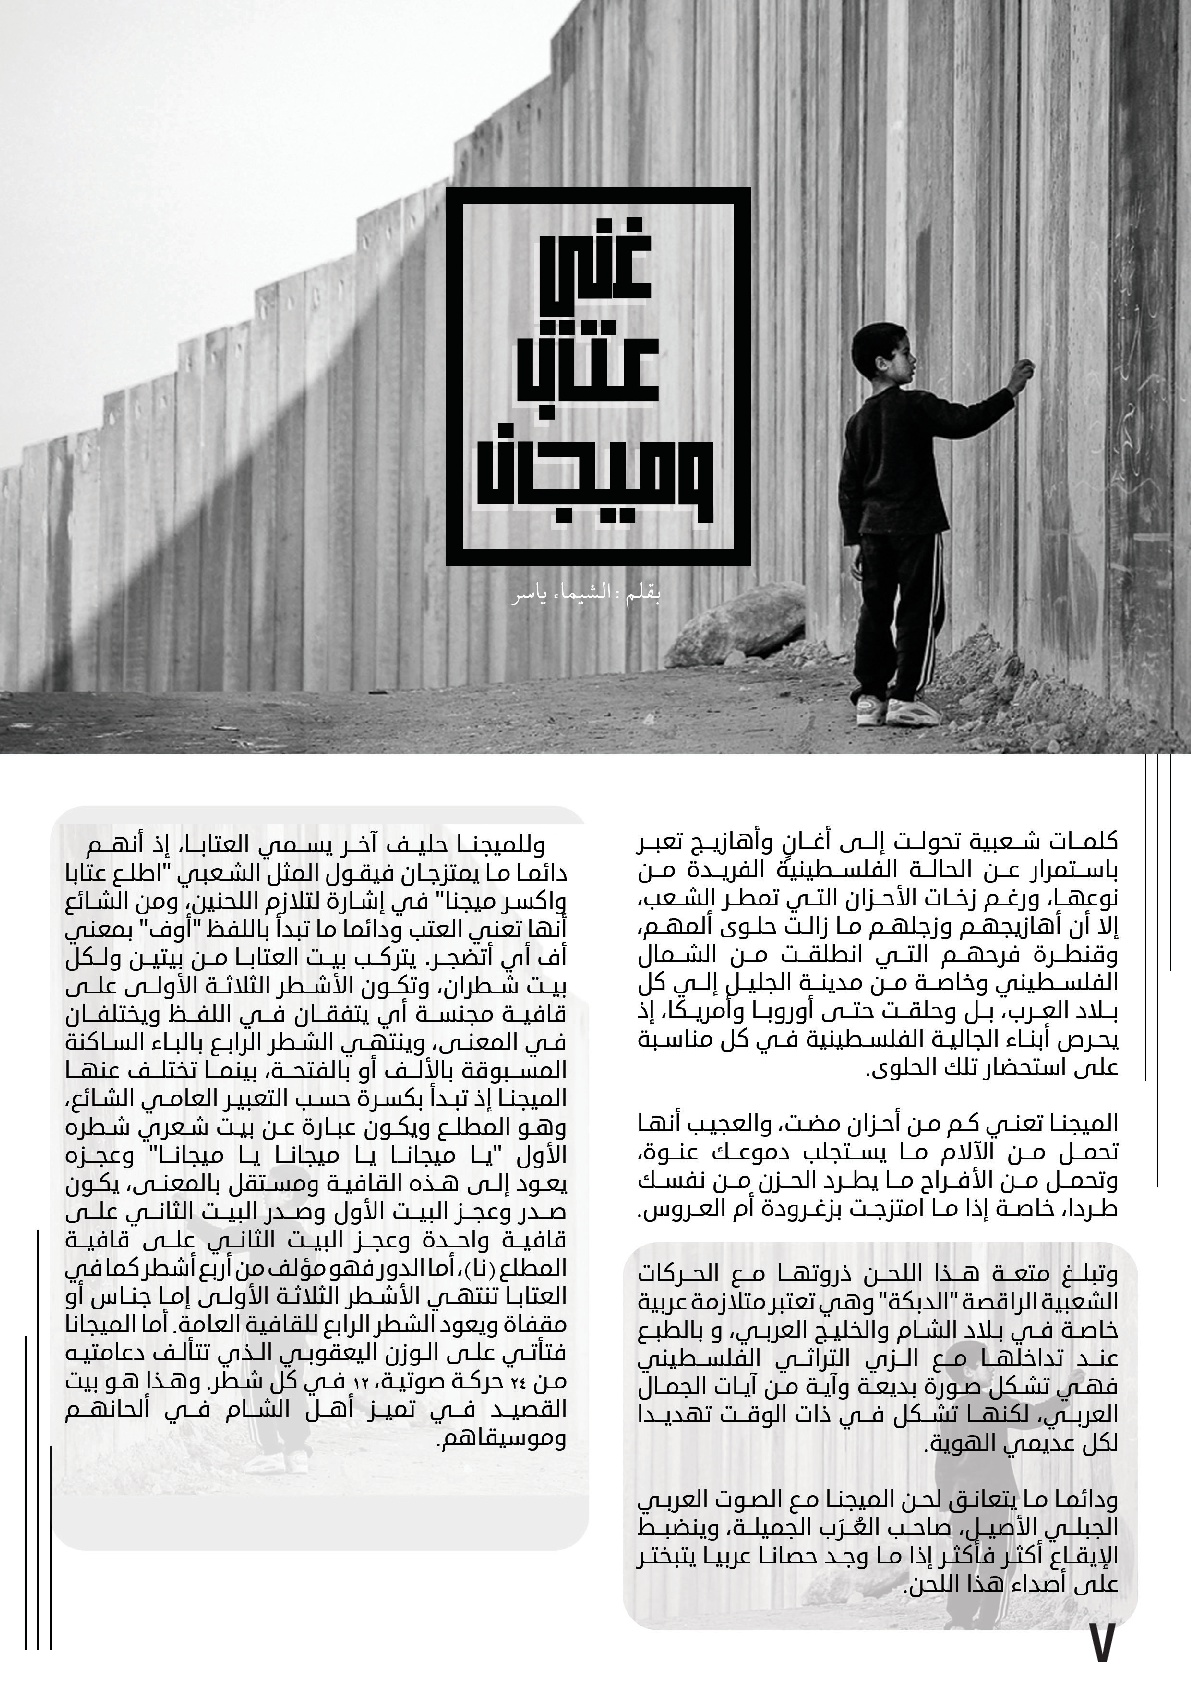 غني
عتاب
وميجان
بقلم :الشيماء ياسر
كلمات شعبية تحولت إلى أغانٍ وأهازيج تعبر
باستمرار عن الحالة الفلسطينية الفريدة من
نوعها، ورغم زخات الأحزان التي تمطر الشعب،
إلا أن أهازيجهم وزجلهم ما زالت حلوى ألمهم،
وقنطرة فرحهم التي انطلقت من الشمال
الفلسطيني وخاصة من مدينة الجليل إلي كل
بلاد العرب، بل وحلقت حتى أوروبا وأمريكا، إذ
يحرص أبناء الجالية الفلسطينية في كل مناسبة
على استحضار تلك الحلوى.
الميجنا تعني كم من أحزان مضت، والعجيب أنها
تحمل من الآلام ما يستجلب دموعك عنوة،
وتحمل من الأفراح ما يطرد الحزن من نفسك
طردا، خاصة إذا ما امتزجت بزغرودة أم العروس.
وتبلغ متعة هذا اللحن ذروتها مع الحركات
الشعبية الراقصة "الدبكة" وهي تعتبر متلازمة عربية
خاصة في بلاد الشام والخليج العربي، و بالطبع
عند تداخلها مع الزي التراثي الفلسطيني
فهي تشكل صورة بديعة وآية من آيات الجمال
العربي، لكنها تشكل في ذات الوقت تهديدا
لكل عديمي الهوية.
ودائما ما يتعانق لحن الميجنا مع الصوت العربي
الجبلي الأصيل، صاحب العُرَب الجميلة، وينضبط
الإيقاع أكثر فأكثر إذا ما وجد حصانا عربيا يتبختر
على أصداء هذا اللحن.
وللميجنا حليف آخر يسمي العتابا، إذ أنهم
دائما ما يمتزجان فيقول المثل الشعبي "اطلع عتابا
واكسر ميجنا" في إشارة لتلازم اللحنين، ومن الشائع
أنها تعني العتب ودائما ما تبدأ باللفظ "أوف" بمعني
أف أي أتضجر. يتركب بيت العتابا من بيتين ولكل
بيت شطران، وتكون الأشطر الثلاثة الأولى على
قافية مجنسة أي يتفقان في اللفظ ويختلفان
في المعنى، وينتهي الشطر الرابع بالباء الساكنة
المسبوقة بالألف أو بالفتحة، بينما تختلف عنها
الميجنا إذ تبدأ بكسرة حسب التعبير العامي الشائع،
وهو المطلع ويكون عبارة عن بيت شعري شطره
الأول "يا ميجانا يا ميجانا يا ميجانا" وعجزه
يعود إلى هذه القافية ومستقل بالمعنى، يكون
صدر وعجز البيت الأول وصدر البيت الثاني على
قافية واحدة وعجز البيت الثاني على قافية
المطلع (نا)، أما الدور فهو مؤلف من أربع أشطر كما في
العتابا تنتهي الأشطر الثلاثة الأولى إما جناس أو
مقفاة ويعود الشطر الرابع للقافية العامة. أما الميجانا
فتأتي على الوزن اليعقوبي الذي تتألف دعامتيه
من ٢٤ حركة صوتية، ١٢ في كل شطر. وهذا هو بيت
القصيد في تميز أهل الشام في ألحانهم
وموسيقاهم.
٧